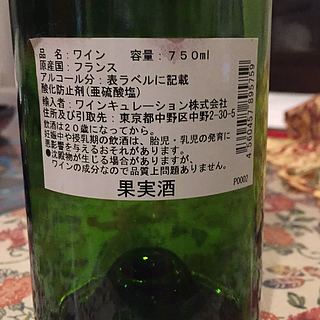 品名：ワイン　容量：750ml
原産国：フランス
アルコール分：表ラベルに記載
酸化防止剤(亜硫酸塩)
輸入者：ワインキュレーション株式会社
住所及び引取先：東京都中野区中野2-30-5
飲酒は20歳になってから。
妊娠中や授乳期の飲酒は、胎児・乳児の発育に
悪影響を与えるおそれがあります。
●沈殿物が生じる場合がありますが、
ワインの成分なので品質上問題ありません。
果実酒
P0002